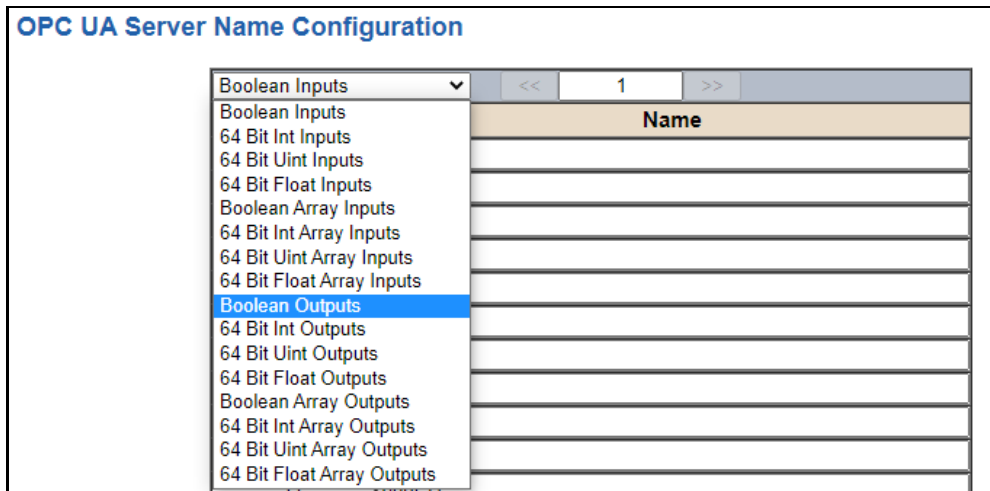 OPC UA Server Name Configuration
Boolean Inputs << 1 >>
Name
Boolean Inputs
64 Bit Int Inputs
64 Bit Uint Inputs
64 Bit Float Inputs
Boolean Array Inputs
64 Bit Int Array Inputs
64 Bit Uint Array Inputs
64 Bit Float Array Inputs
Boolean Outputs
64 Bit Int Outputs
64 Bit Uint Outputs
64 Bit Float Outputs
Boolean Array Outputs
64 Bit Int Array Outputs
64 Bit Uint Array Outputs
64 Bit Float Array Outputs